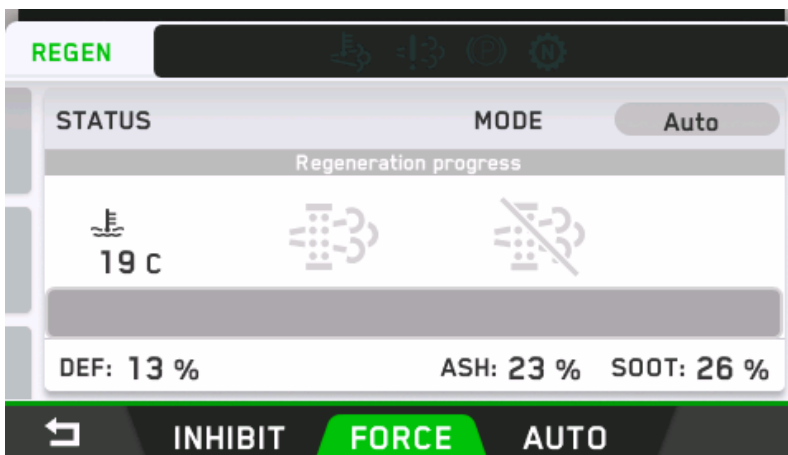 REGEN
(P) N
STATUS MODE Auto
Regeneration progress
19 C
DEF: 13 % ASH: 23 % SOOT: 26 %
INHIBIT FORCE AUTO